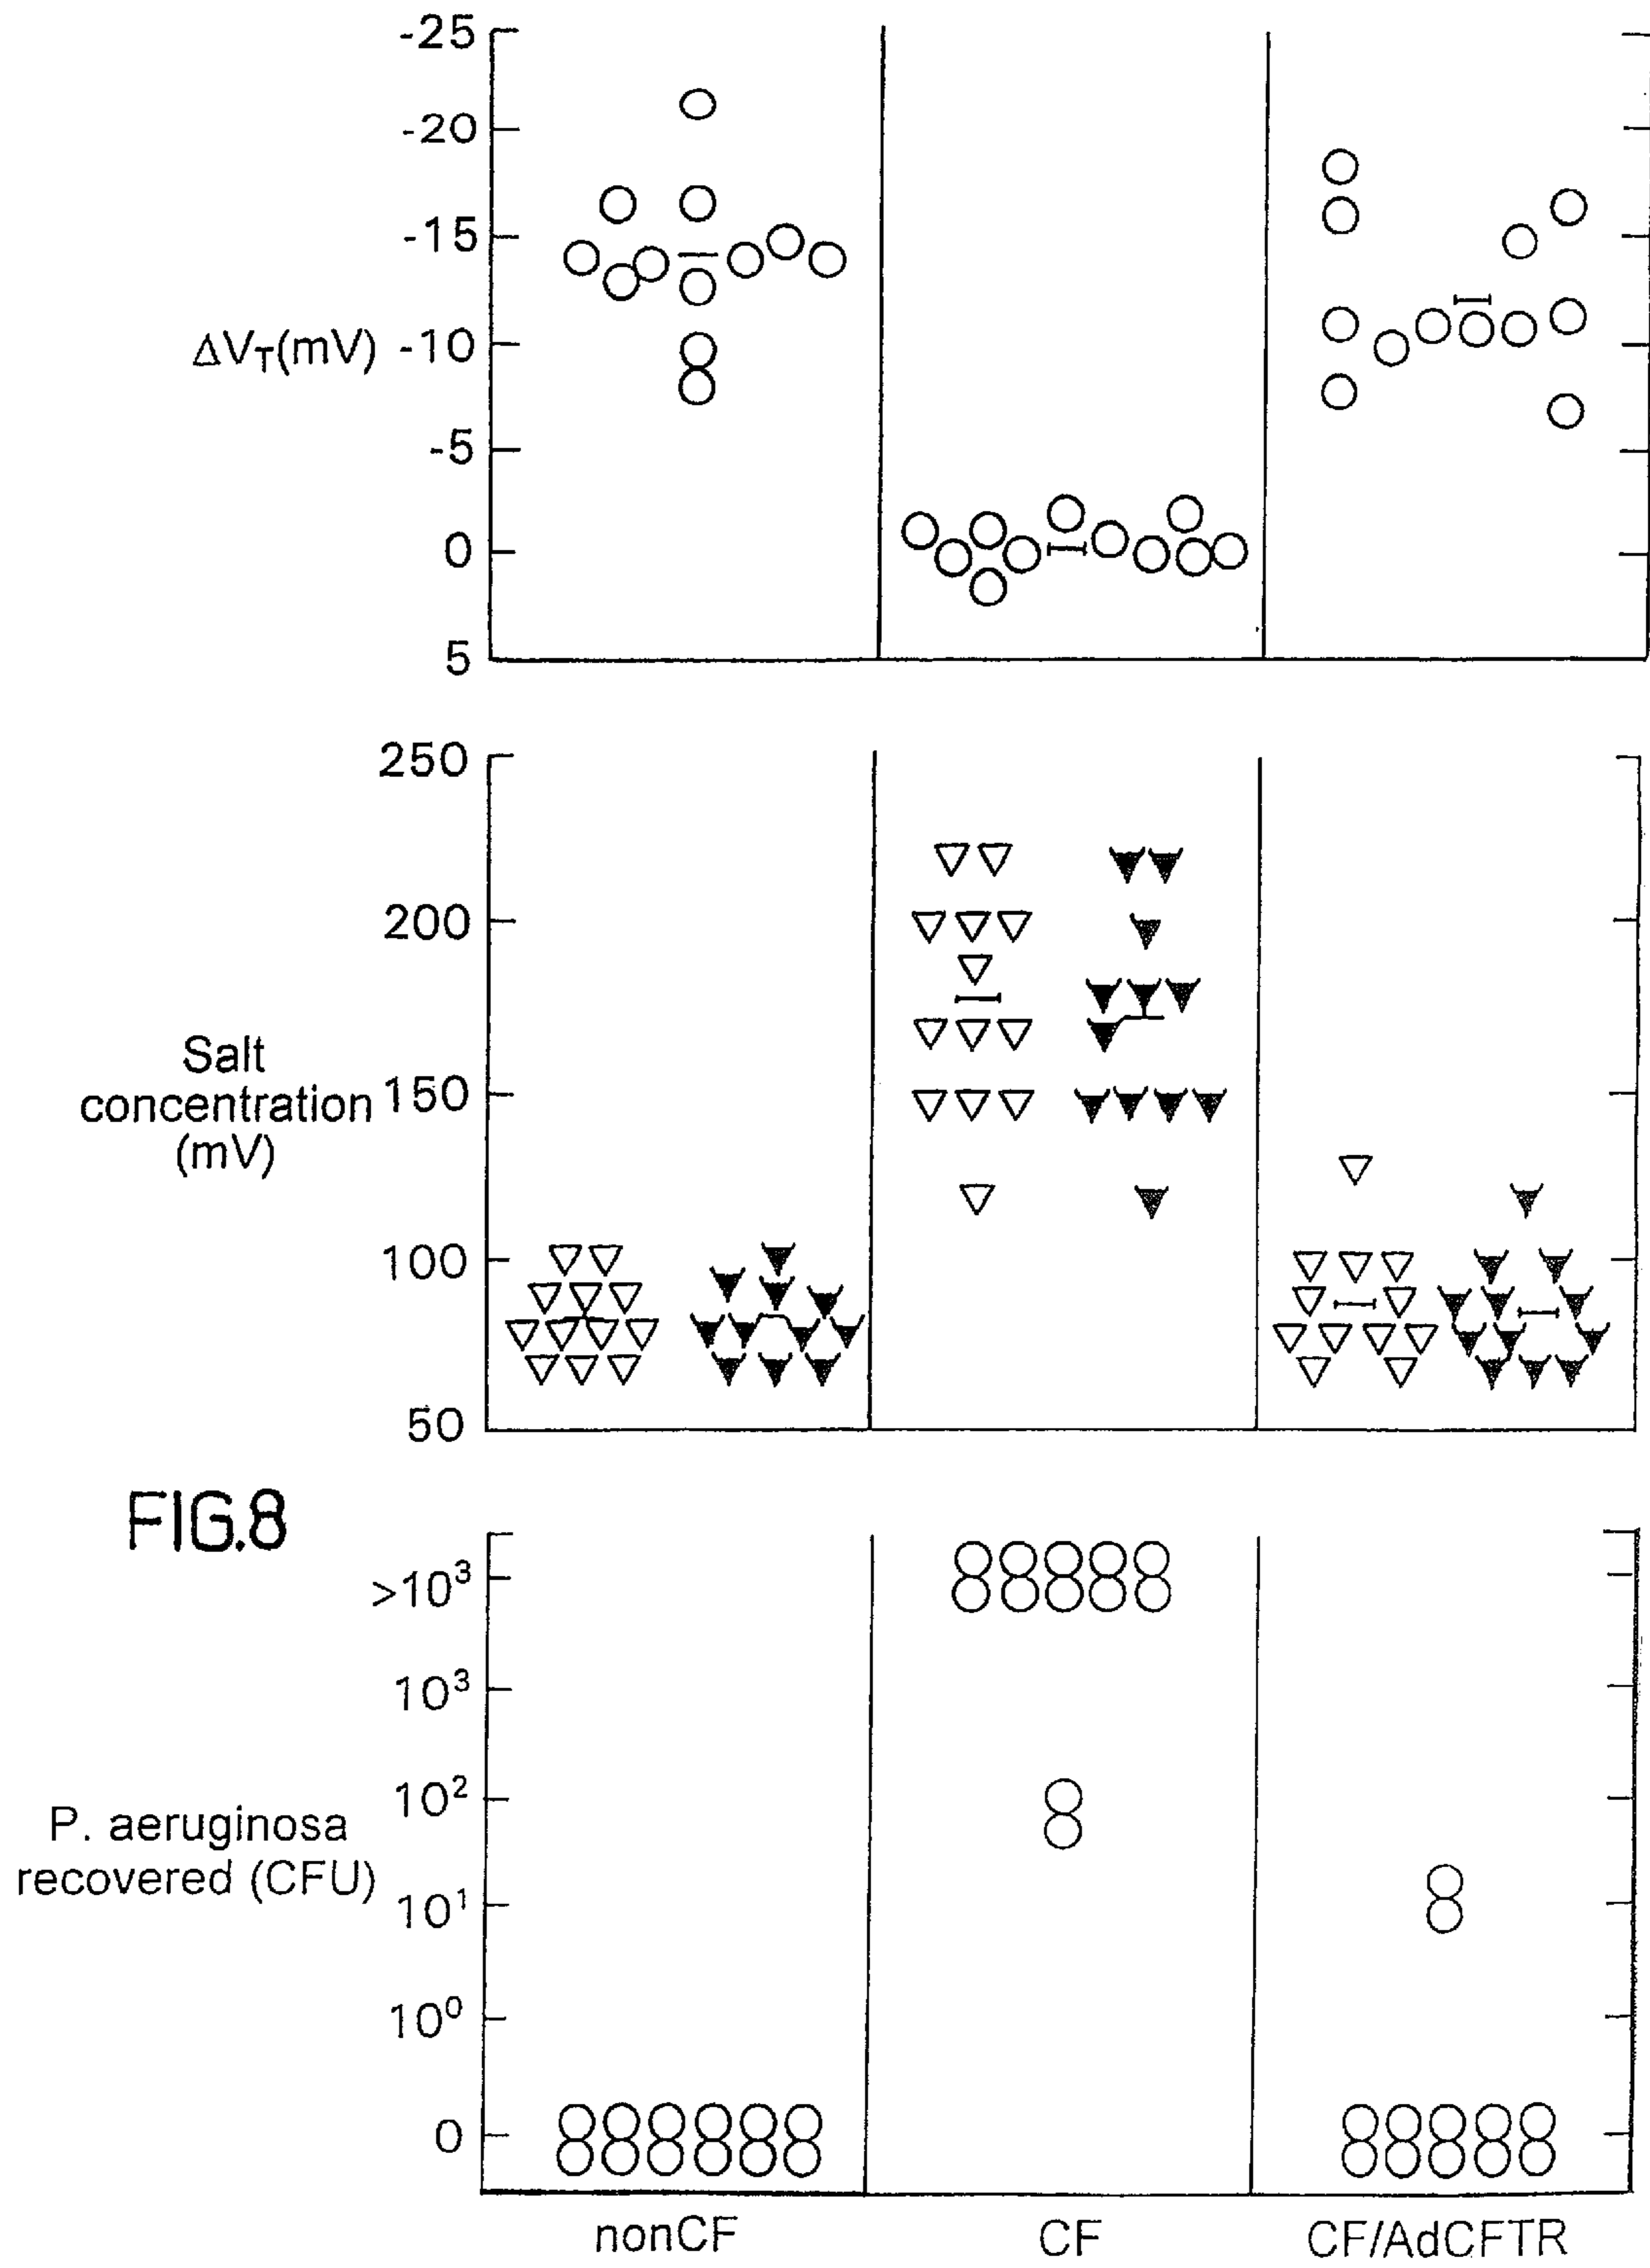 -25
-20
-15
ΔVT(mV) -10
-5
0
5
250
200
Salt
concentration 150
(mV)
100
50
FIG.8
>10³
10³
10²
P. aeruginosa
recovered (CFU)
10¹
10⁰
0
nonCF CF CF/AdCFTR